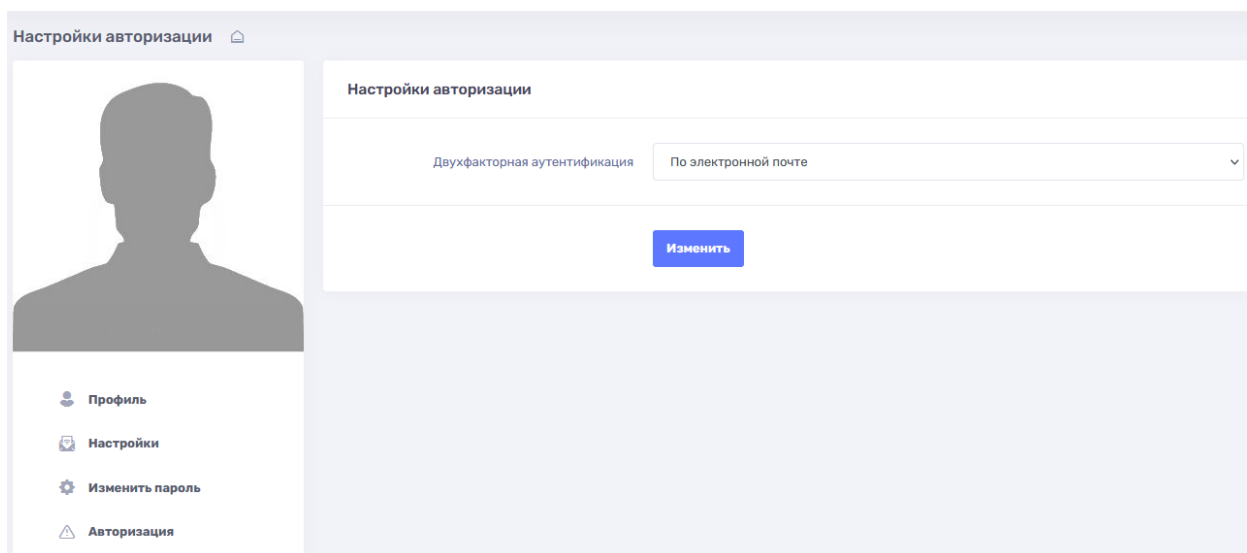 Настройки авторизации
Настройки авторизации
Двухфакторная аутентификация
По электронной почте
Изменить
Профиль
Настройки
Изменить пароль
Авторизация